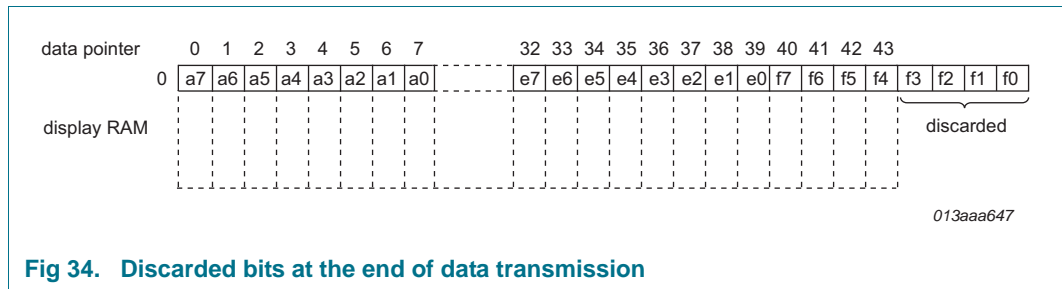 data pointer 0 1 2 3 4 5 6 7 32 33 34 35 36 37 38 39 40 41 42 43
0 a7 a6 a5 a4 a3 a2 a1 a0 e7 e6 e5 e4 e3 e2 e1 e0 f7 f6 f5 f4 f3 f2 f1 f0
display RAM discarded
013aaa647
Fig 34. Discarded bits at the end of data transmission